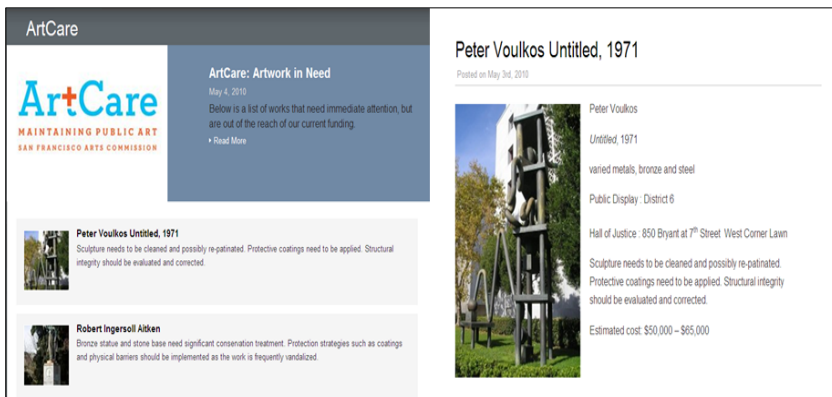 ArtCare
ArtCare
MAINTAINING PUBLIC ART
SAN FRANCISCO ARTS COMMISSION
ArtCare: Artwork in Need
May 4, 2010
Below is a list of works that need immediate attention, but
are out of the reach of our current funding.
Read More
Peter Voulkos Untitled, 1971
Sculpture needs to be cleaned and possibly re-patinated. Protective coatings need to be applied. Structural
integrity should be evaluated and corrected.
Robert Ingersoll Aitken
Bronze statue and stone base need significant conservation treatment. Protection strategies such as coatings
and physical barriers should be implemented as the work is frequently vandalized.
Peter Voulkos Untitled, 1971
Posted on May 3rd, 2010
Peter Voulkos
Untitled, 1971
varied metals, bronze and steel
Public Display : District 6
Hall of Justice : 850 Bryant at 7th Street West Corner Lawn
Sculpture needs to be cleaned and possibly re-patinated.
Protective coatings need to be applied. Structural integrity
should be evaluated and corrected.
Estimated cost: $50,000 – $65,000